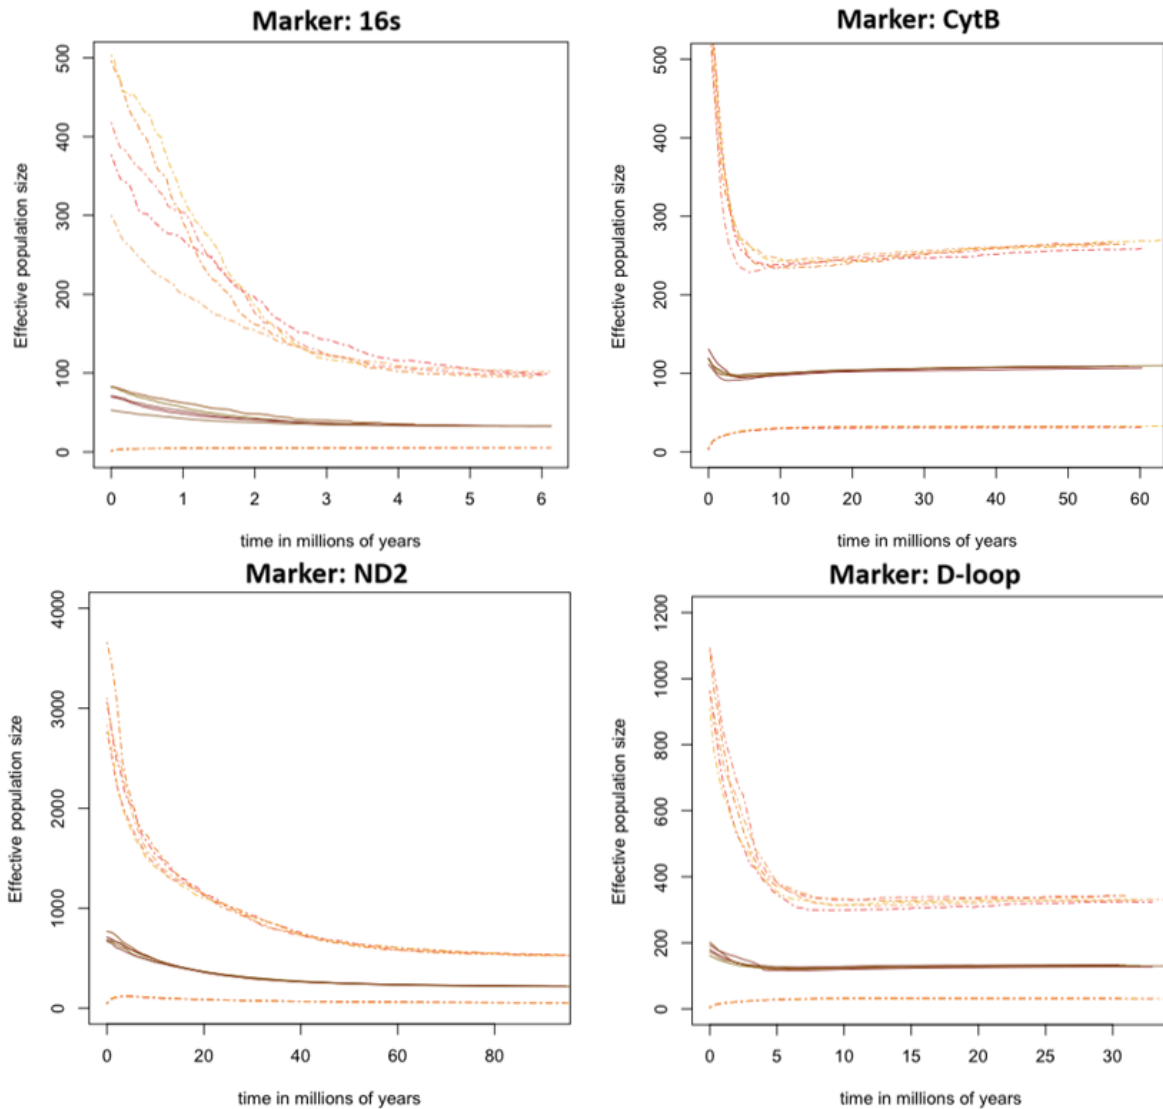 Marker: 16s
Effective population size
500
400
300
200
100
0
0 1 2 3 4 5 6
time in millions of years
Marker: CytB
Effective population size
500
400
300
200
100
0
0 10 20 30 40 50 60
time in millions of years
Marker: ND2
Effective population size
4000
3000
2000
1000
0
0 20 40 60 80
time in millions of years
Marker: D-loop
Effective population size
1200
1000
800
600
400
200
0
0 5 10 15 20 25 30
time in millions of years